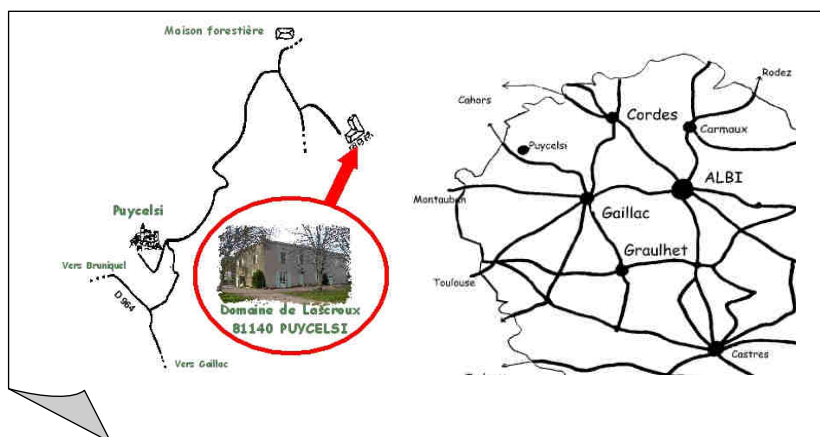 Maison forestière
Puycelsi
Vers Bruniquel
D 964
Vers Gaillac
Domaine de Lascroux
81140 PUYCELSI
Rodez
Cahors
Cordes
Carmaux
Puycelsi
ALBI
Montauban
Gaillac
Graulhet
Toulouse
Castres